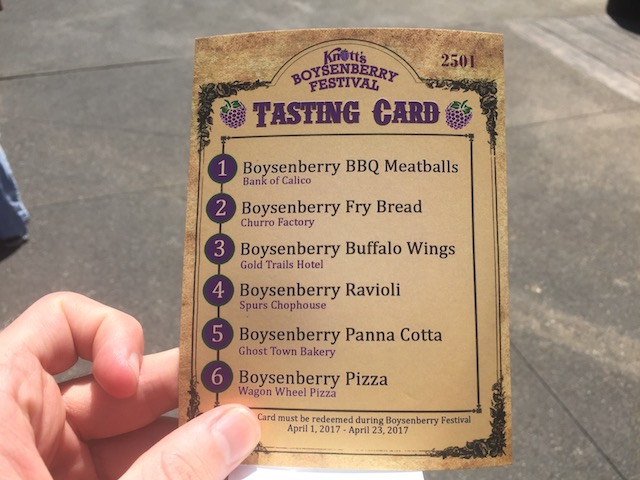 2501
Knott's
BOYSENBERRY
FESTIVAL
TASTING CARD
1 Boysenberry BBQ Meatballs
Bank of Calico
2 Boysenberry Fry Bread
Churro Factory
3 Boysenberry Buffalo Wings
Gold Trails Hotel
4 Boysenberry Ravioli
Spurs Chophouse
5 Boysenberry Panna Cotta
Ghost Town Bakery
6 Boysenberry Pizza
Wagon Wheel Pizza
Card must be redeemed during Boysenberry Festival
April 1, 2017 - April 23, 2017